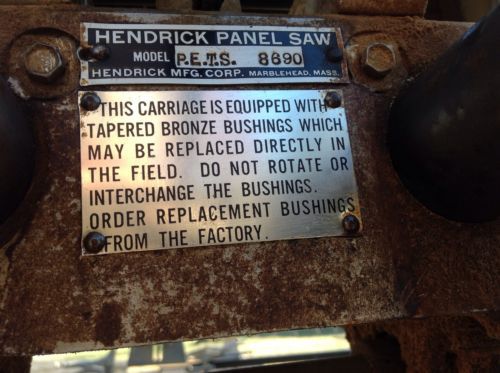 HENDRICK PANEL SAW
MODEL P.E.T.S. 8690
HENDRICK MFG. CORP. MARBLEHEAD, MASS.
THIS CARRIAGE IS EQUIPPED WITH
TAPERED BRONZE BUSHINGS WHICH
MAY BE REPLACED DIRECTLY IN
THE FIELD. DO NOT ROTATE OR
INTERCHANGE THE BUSHINGS.
ORDER REPLACEMENT BUSHINGS
FROM THE FACTORY.